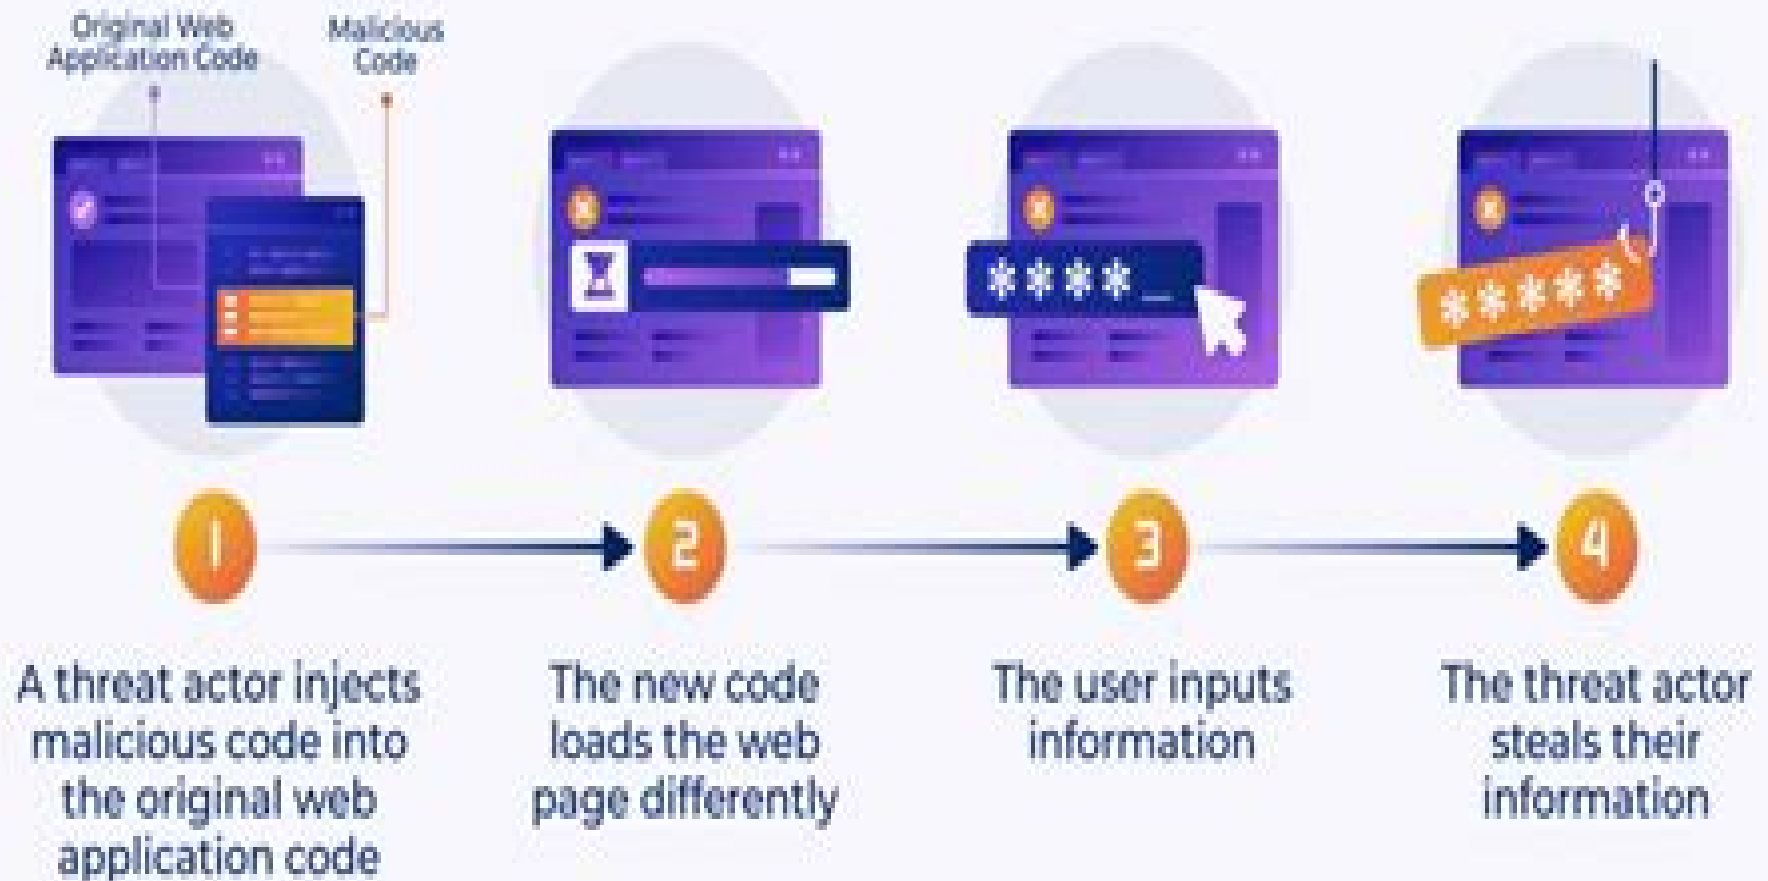 Original Web
Application Code
Malicious
Code
* * * * _
* * * * *
1
2
3
4
A threat actor injects
malicious code into
the original web
application code
The new code
loads the web
page differently
The user inputs
information
The threat actor
steals their
information